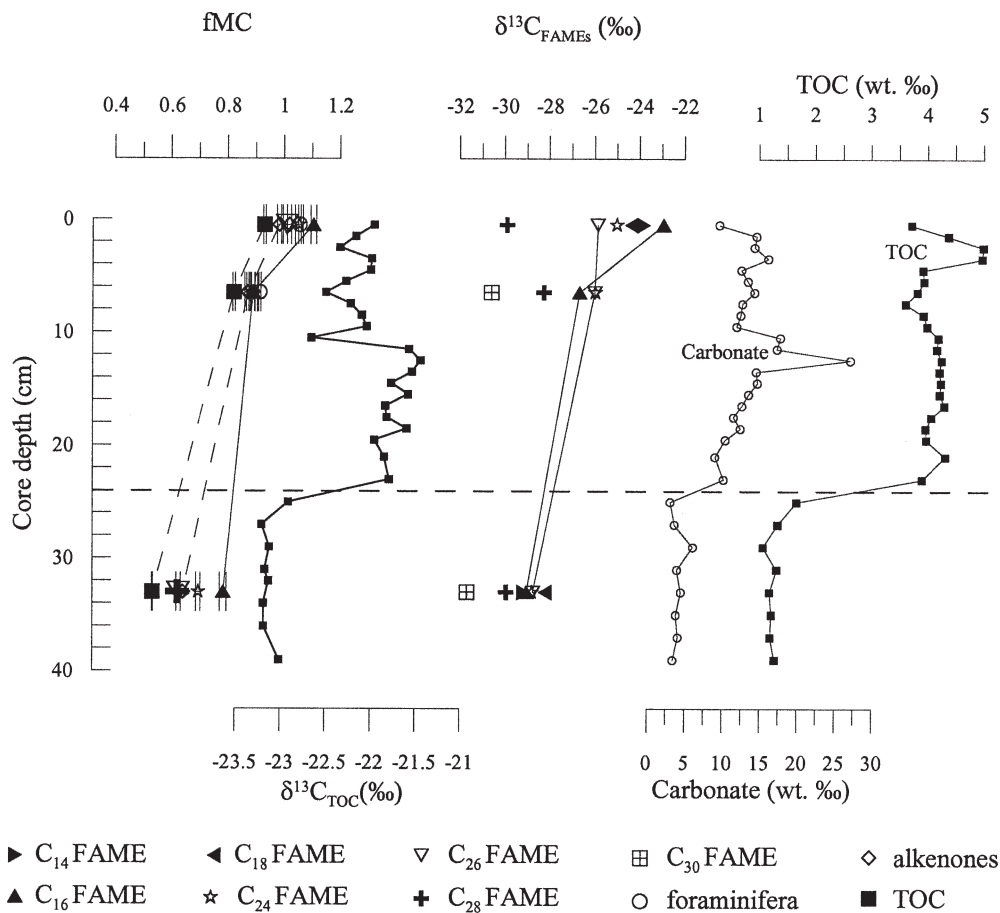 fMC
δ¹³C_FAMEs (‰)
TOC (wt. ‰)
0.4 0.6 0.8 1 1.2
-32 -30 -28 -26 -24 -22
1 2 3 4 5
0
10
20
30
40
Core depth (cm)
TOC
Carbonate
-23.5 -23 -22.5 -22 -21.5 -21
δ¹³C_TOC(‰)
0 5 10 15 20 25 30
Carbonate (wt. ‰)
C₁₄ FAME
C₁₈ FAME
C₂₆ FAME
C₃₀ FAME
alkenones
C₁₆ FAME
C₂₄ FAME
C₂₈ FAME
foraminifera
TOC